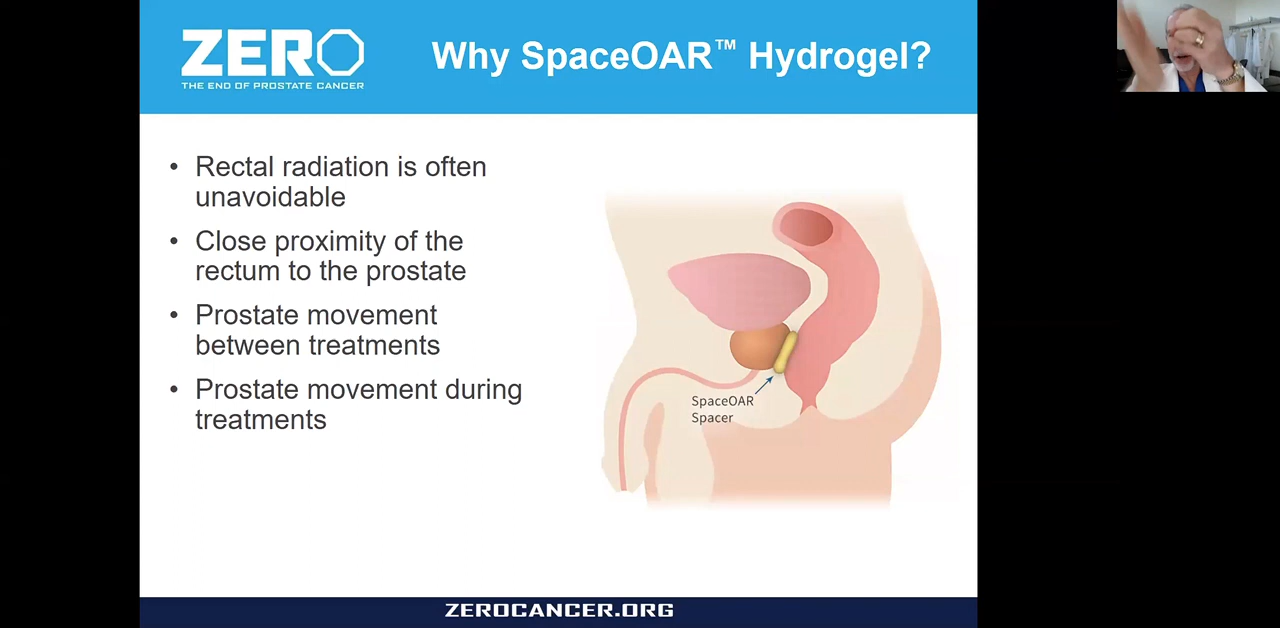 ZERO
THE END OF PROSTATE CANCER
Why SpaceOAR™ Hydrogel?
• Rectal radiation is often
unavoidable
• Close proximity of the
rectum to the prostate
• Prostate movement
between treatments
• Prostate movement during
treatments
SpaceOAR
Spacer
ZEROCANCER.ORG